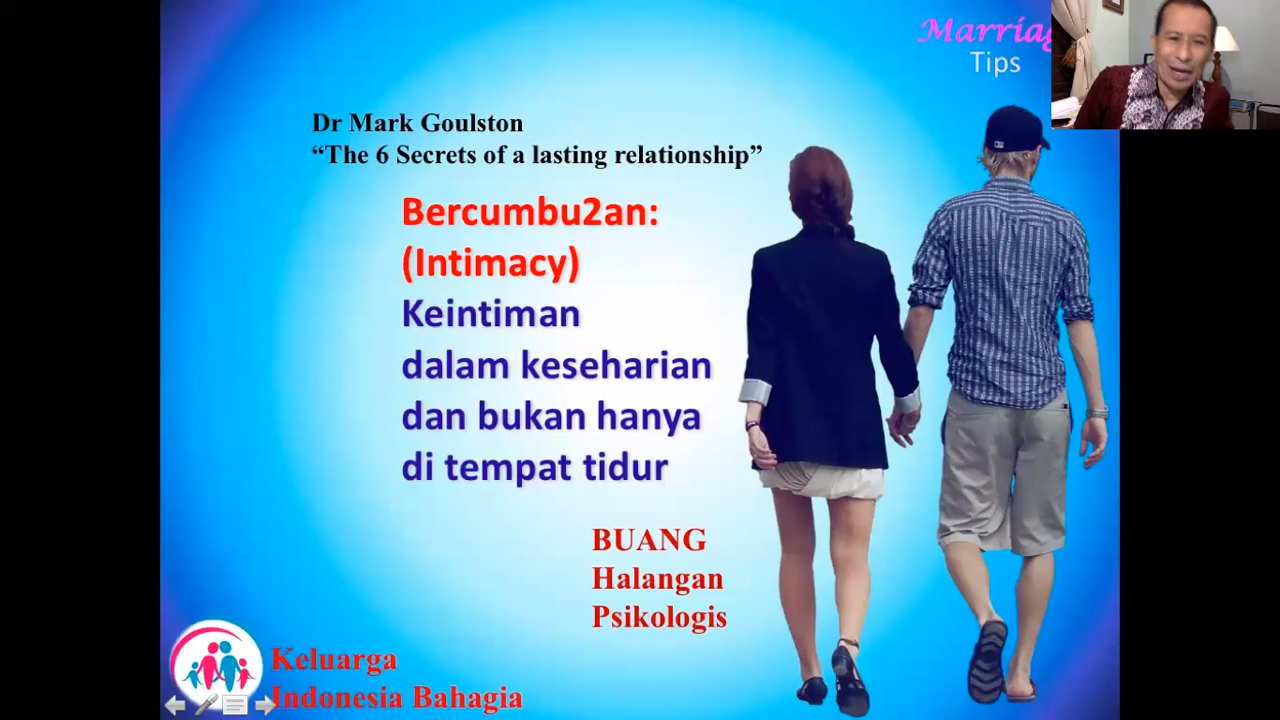 Marriag
Tips
Dr Mark Goulston
“The 6 Secrets of a lasting relationship”
Bercumbu2an:
(Intimacy)
Keintiman
dalam keseharian
dan bukan hanya
di tempat tidur
BUANG
Halangan
Psikologis
Keluarga
Indonesia Bahagia